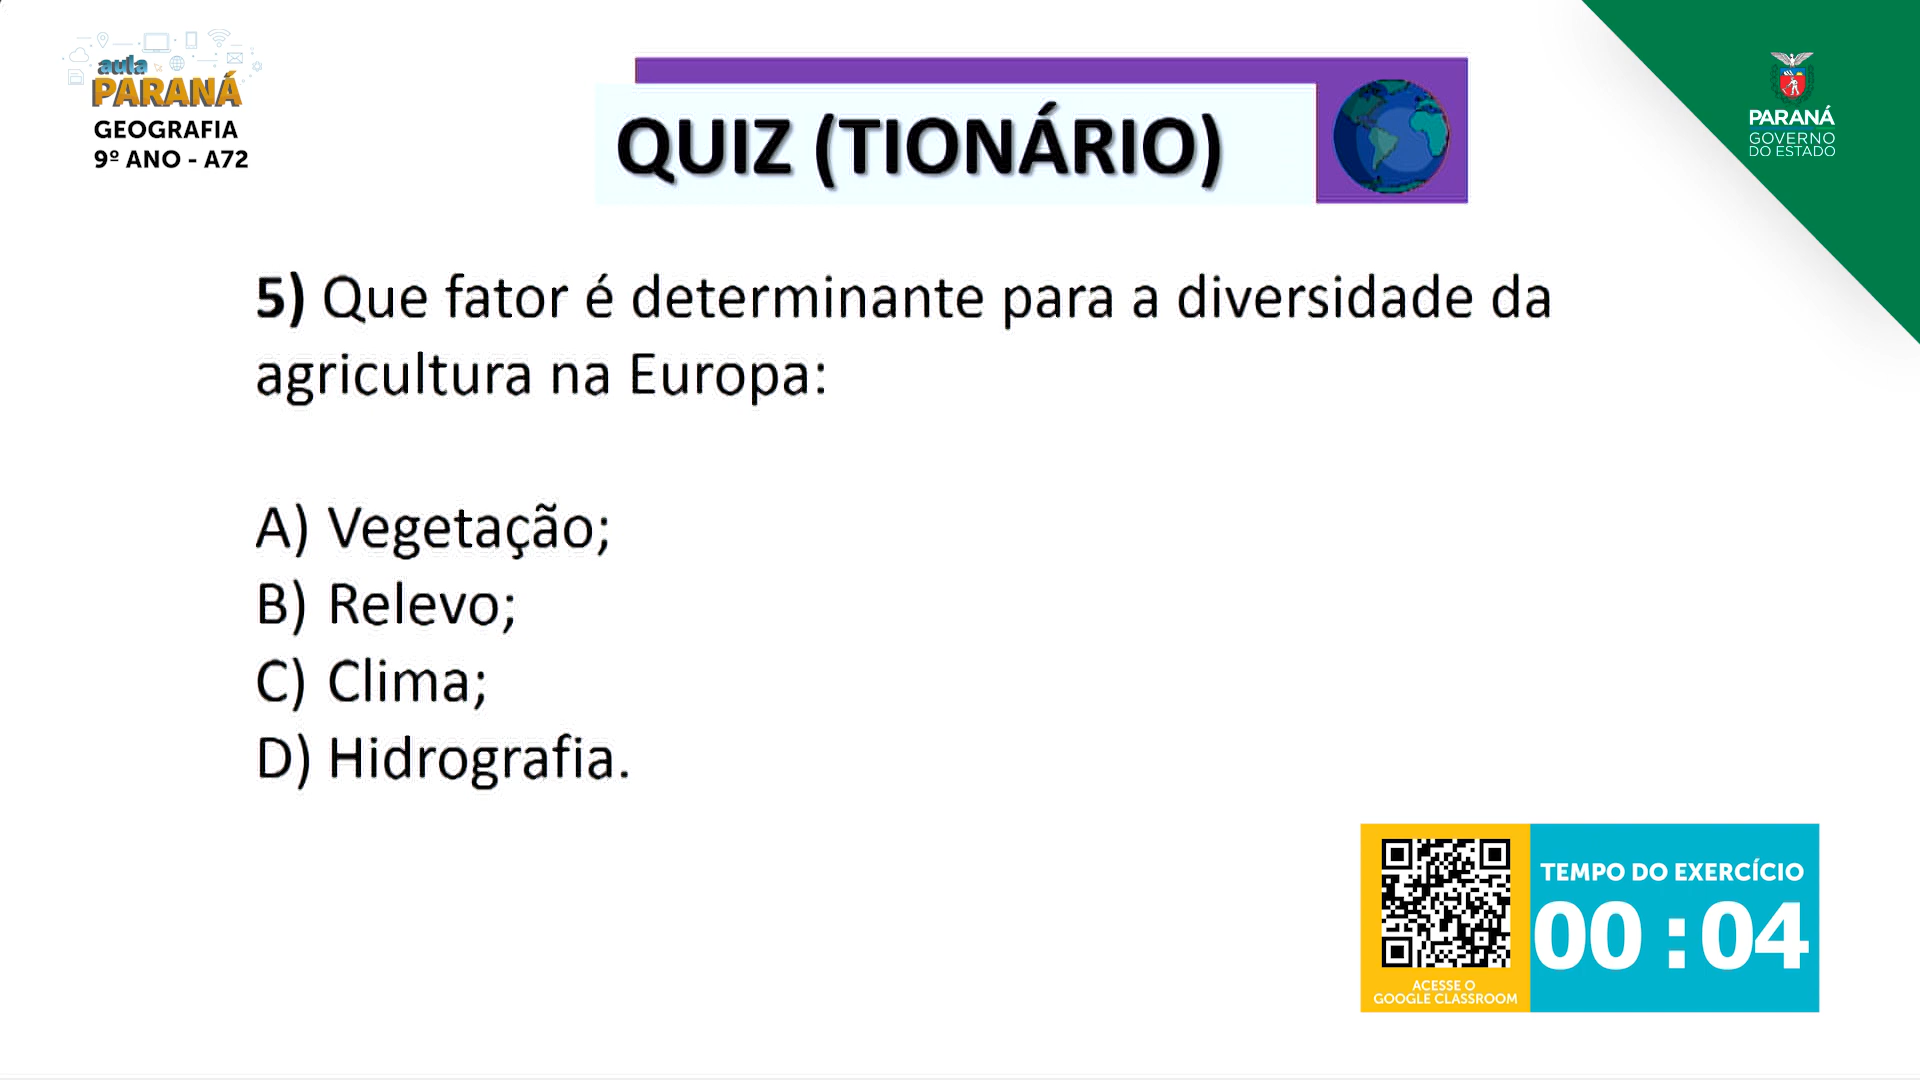 aula
PARANÁ
GEOGRAFIA
9º ANO - A72
QUIZ (TIONÁRIO)
PARANÁ
GOVERNO
DO ESTADO
5) Que fator é determinante para a diversidade da
agricultura na Europa:
A) Vegetação;
B) Relevo;
C) Clima;
D) Hidrografia.
ACESSE O
GOOGLE CLASSROOM
TEMPO DO EXERCÍCIO
00:04